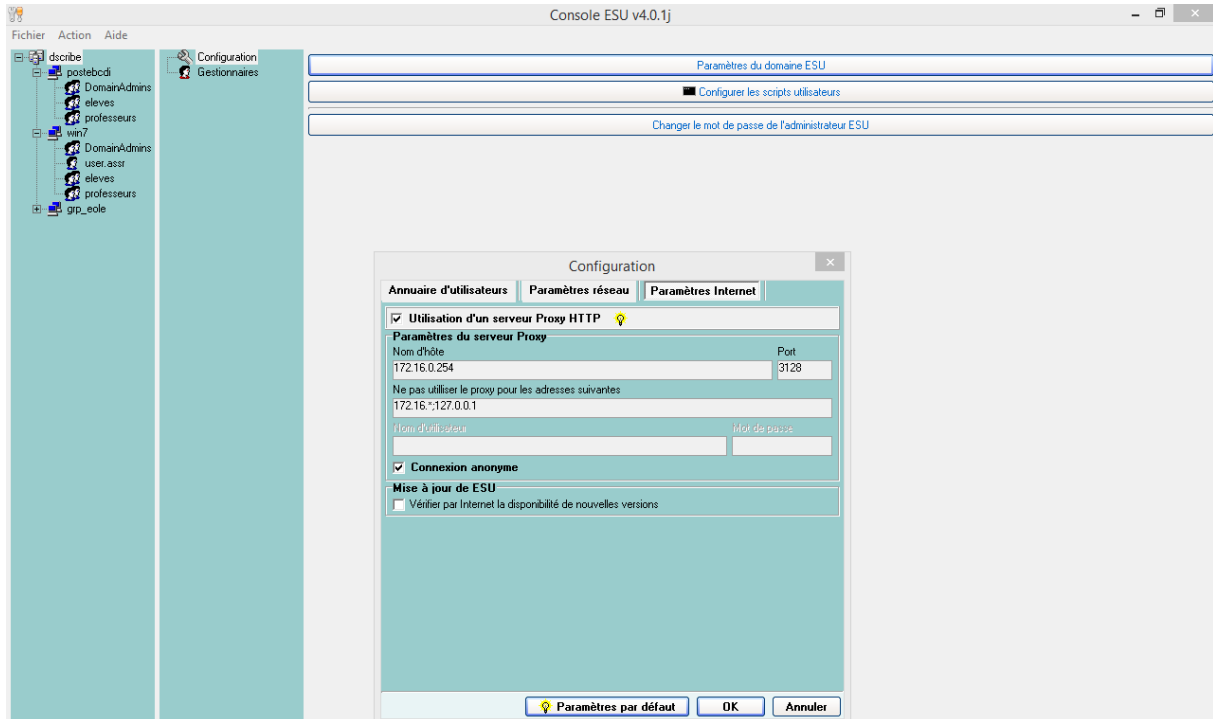 Console ESU v4.0.1j
Fichier Action Aide
dscribe
postebcdi
DomainAdmins
eleves
professeurs
win7
DomainAdmins
user.assr
eleves
professeurs
grp_eole
Configuration
Gestionnaires
Paramètres du domaine ESU
Configurer les scripts utilisateurs
Changer le mot de passe de l'administrateur ESU
Configuration
Annuaire d'utilisateurs Paramètres réseau Paramètres Internet
Utilisation d'un serveur Proxy HTTP
Paramètres du serveur Proxy
Nom d'hôte Port
172.16.0.254 3128
Ne pas utiliser le proxy pour les adresses suivantes
172.16.*;127.0.0.1
Nom d'utilisateur Mot de passe
Connexion anonyme
Mise à jour de ESU
Vérifier par Internet la disponibilité de nouvelles versions
Paramètres par défaut OK Annuler